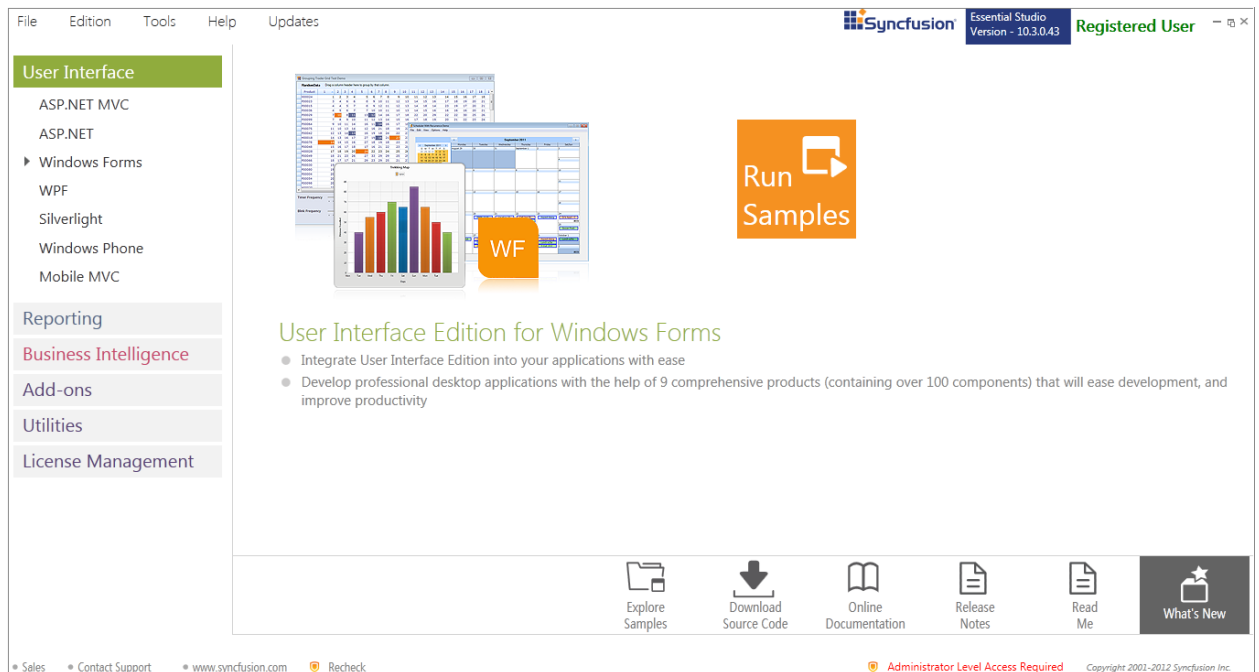 File Edition Tools Help Updates
Syncfusion
Essential Studio
Version - 10.3.0.43
Registered User
User Interface
ASP.NET MVC
ASP.NET
Windows Forms
WPF
Silverlight
Windows Phone
Mobile MVC
Reporting
Business Intelligence
Add-ons
Utilities
License Management
WF
Run
Samples
User Interface Edition for Windows Forms
Integrate User Interface Edition into your applications with ease
Develop professional desktop applications with the help of 9 comprehensive products (containing over 100 components) that will ease development, and
improve productivity
Explore
Samples
Download
Source Code
Online
Documentation
Release
Notes
Read
Me
What's New
Sales Contact Support www.syncfusion.com Recheck
Administrator Level Access Required Copyright 2001-2012 Syncfusion Inc.